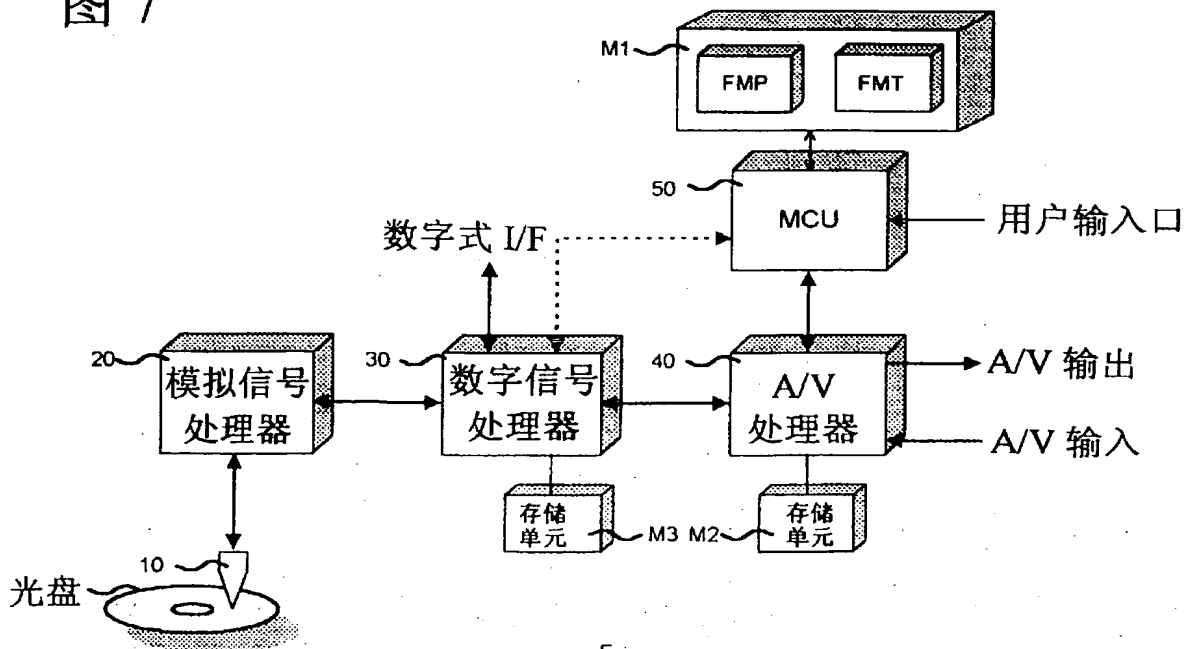 图 7
M1
FMP
FMT
50
MCU
用户输入口
数字式 I/F
20
模拟信号
处理器
30
数字信号
处理器
40
A/V
处理器
A/V 输出
A/V 输入
存储
单元
M3
M2
存储
单元
10
光盘